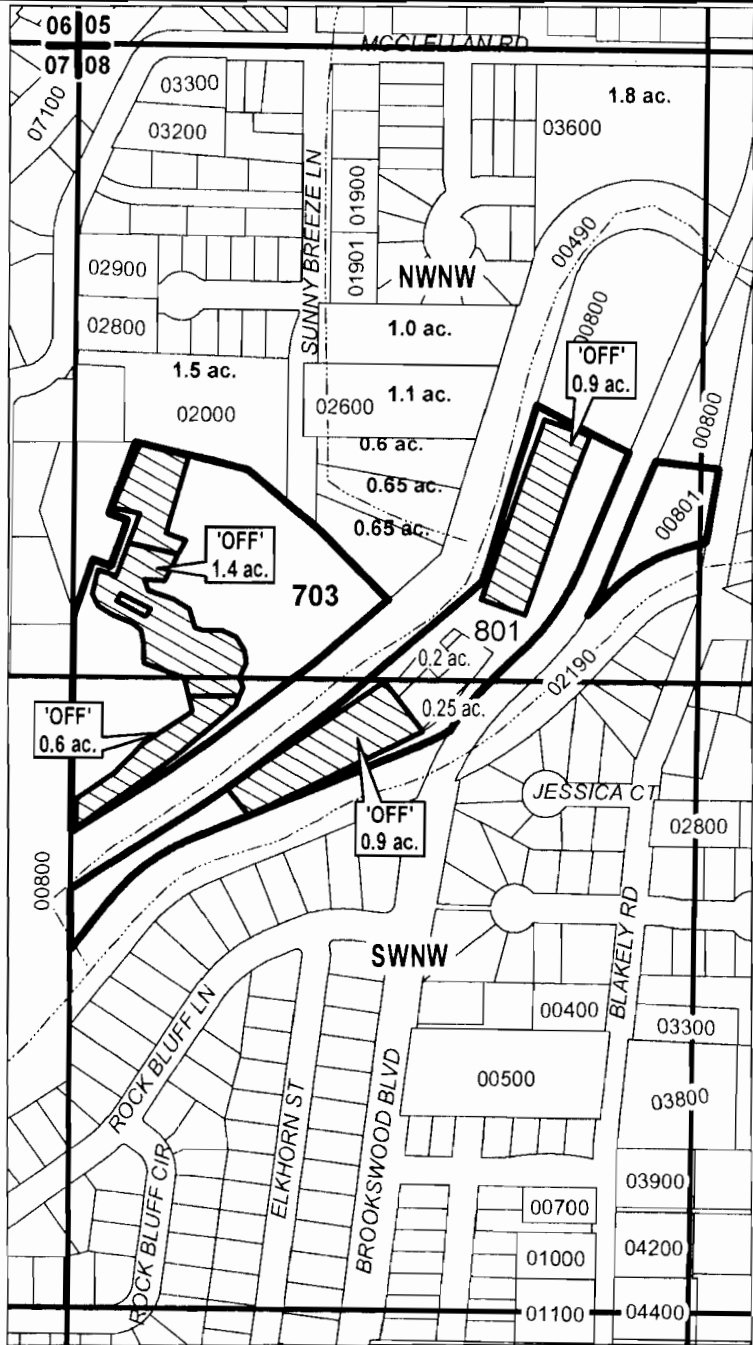 06 05
MCCLELLAN RD
07 08
03300
1.8 ac.
07100
03200
03600
SUNNY BREEZE LN
01900
00490
02900
01901
NWNW
02800
1.0 ac.
00800
1.5 ac.
'OFF'
0.9 ac.
02000
02600
1.1 ac.
00800
0.6 ac.
0.65 ac.
00801
0.65 ac.
'OFF'
1.4 ac.
703
801
0.2 ac.
02190
'OFF'
0.6 ac.
0.25 ac.
JESSICA CT
'OFF'
0.9 ac.
02800
00800
BLAKELY RD
SWNW
ROCK BLUFF LN
00400
03300
00500
03800
BROOKSWOOD BLVD
ELKHORN ST
ROCK BLUFF CIR
03900
00700
01000
04200
01100
04400